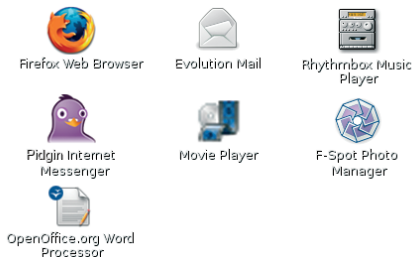 Firefox Web Browser
Evolution Mail
Rhythmbox Music
Player
Pidgin Internet
Messenger
Movie Player
F-Spot Photo
Manager
OpenOffice.org Word
Processor